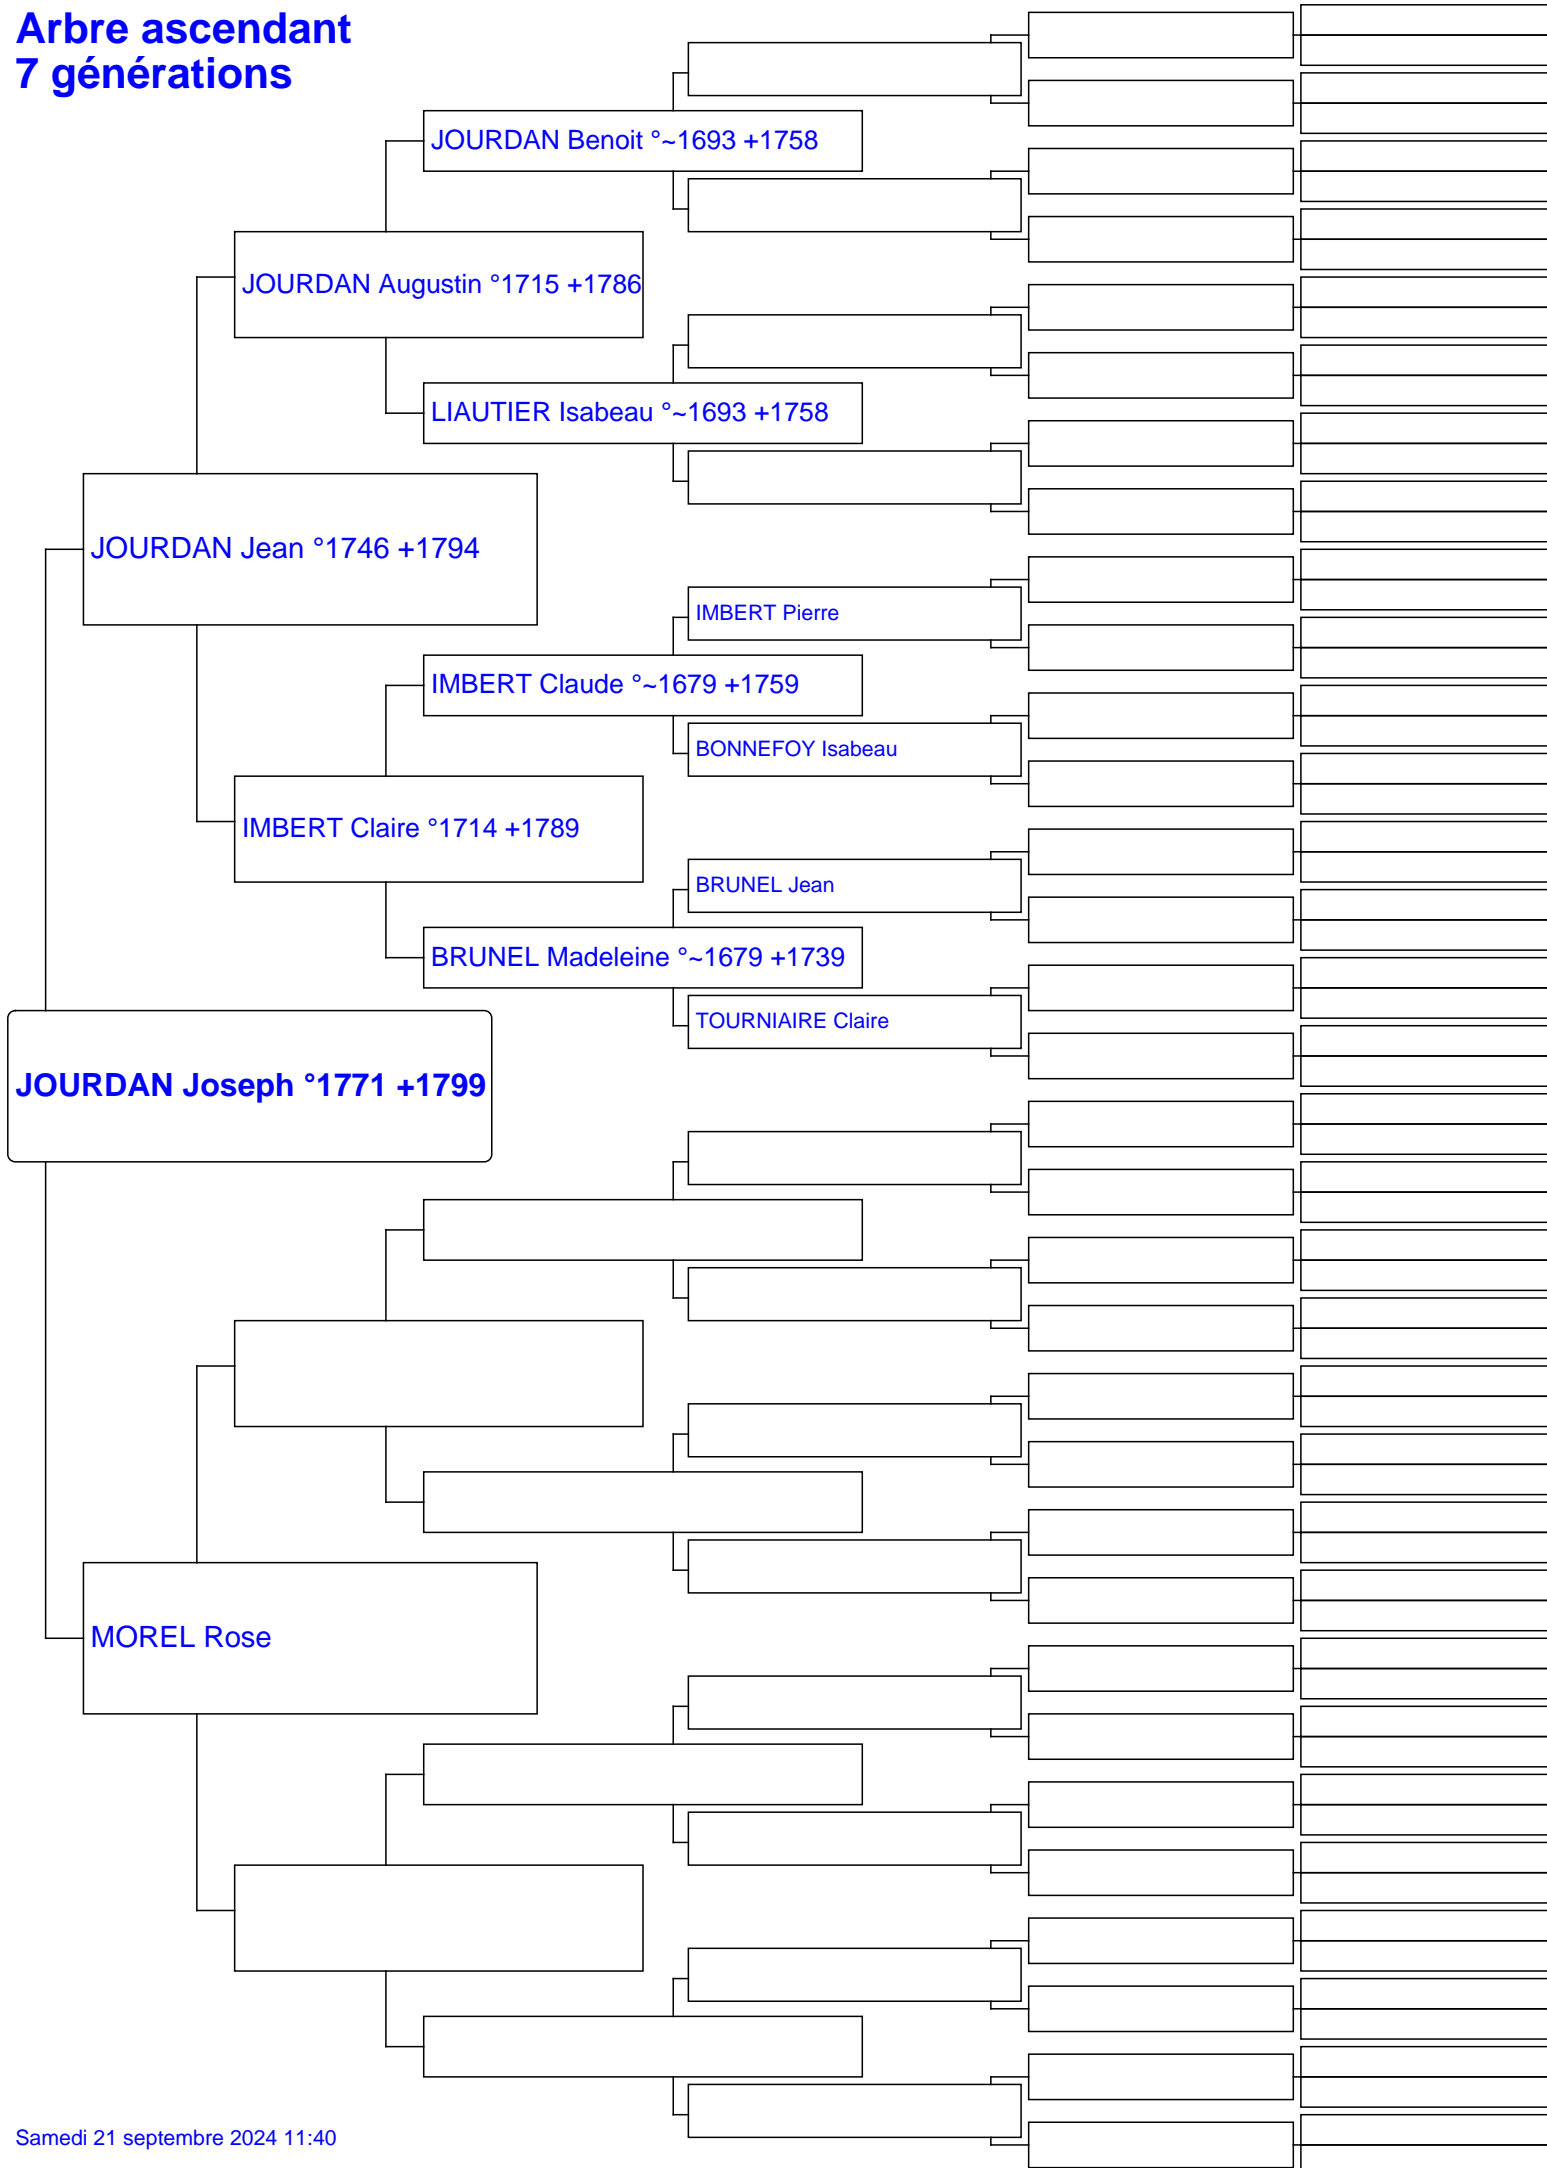 Arbre ascendant
7 générations
JOURDAN Benoit °~1693 +1758
JOURDAN Augustin °1715 +1786
LIAUTIER Isabeau °~1693 +1758
JOURDAN Jean °1746 +1794
IMBERT Pierre
IMBERT Claude °~1679 +1759
BONNEFOY Isabeau
IMBERT Claire °1714 +1789
BRUNEL Jean
BRUNEL Madeleine °~1679 +1739
TOURNIAIRE Claire
JOURDAN Joseph °1771 +1799
MOREL Rose
Samedi 21 septembre 2024 11:40